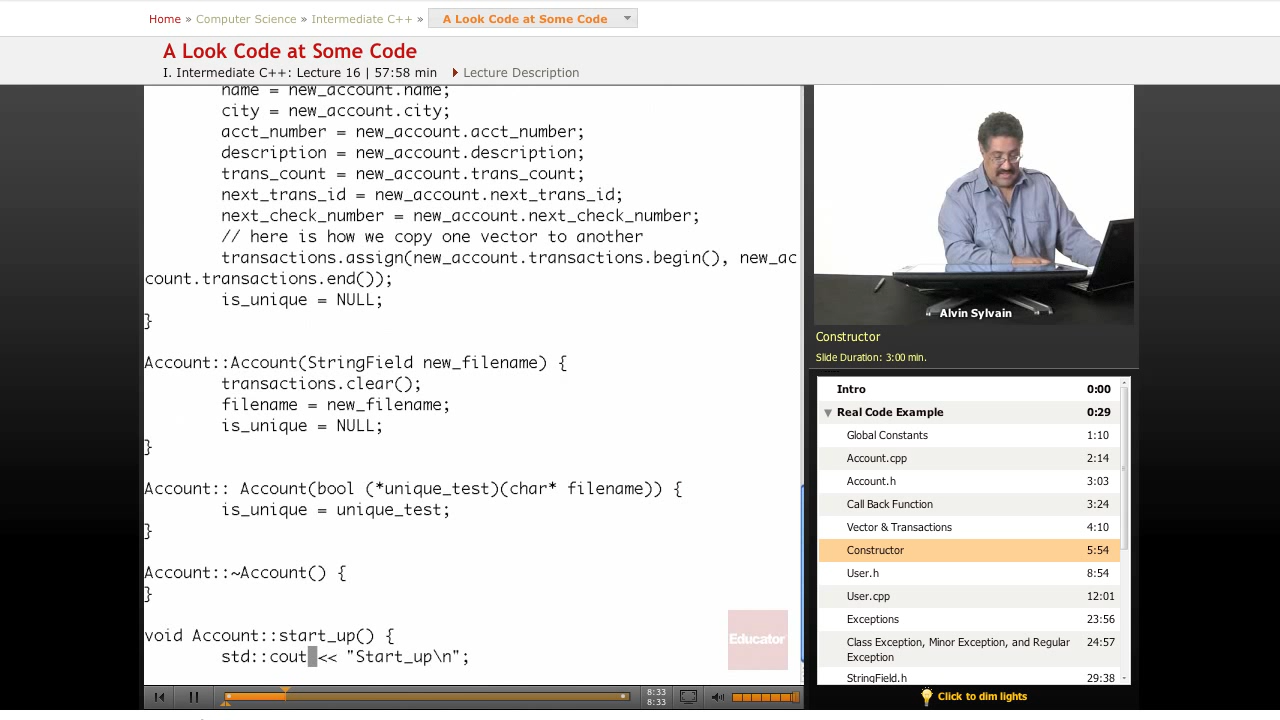 Home » Computer Science » Intermediate C++ » A Look Code at Some Code
A Look Code at Some Code
I. Intermediate C++: Lecture 16 | 57:58 min Lecture Description
name = new_account.name;
city = new_account.city;
acct_number = new_account.acct_number;
description = new_account.description;
trans_count = new_account.trans_count;
next_trans_id = new_account.next_trans_id;
next_check_number = new_account.next_check_number;
// here is how we copy one vector to another
transactions.assign(new_account.transactions.begin(), new_ac
count.transactions.end());
is_unique = NULL;
}
Account::Account(StringField new_filename) {
transactions.clear();
filename = new_filename;
is_unique = NULL;
}
Account:: Account(bool (*unique_test)(char* filename)) {
is_unique = unique_test;
}
Account::~Account() {
}
void Account::start_up() {
std::cout << "Start_up\n";
Educator
8:33
8:33
Alvin Sylvain
Constructor
Slide Duration: 3:00 min.
Intro 0:00
Real Code Example 0:29
Global Constants 1:10
Account.cpp 2:14
Account.h 3:03
Call Back Function 3:24
Vector & Transactions 4:10
Constructor 5:54
User.h 8:54
User.cpp 12:01
Exceptions 23:56
Class Exception, Minor Exception, and Regular 24:57
Exception
StringField.h 29:38
Click to dim lights